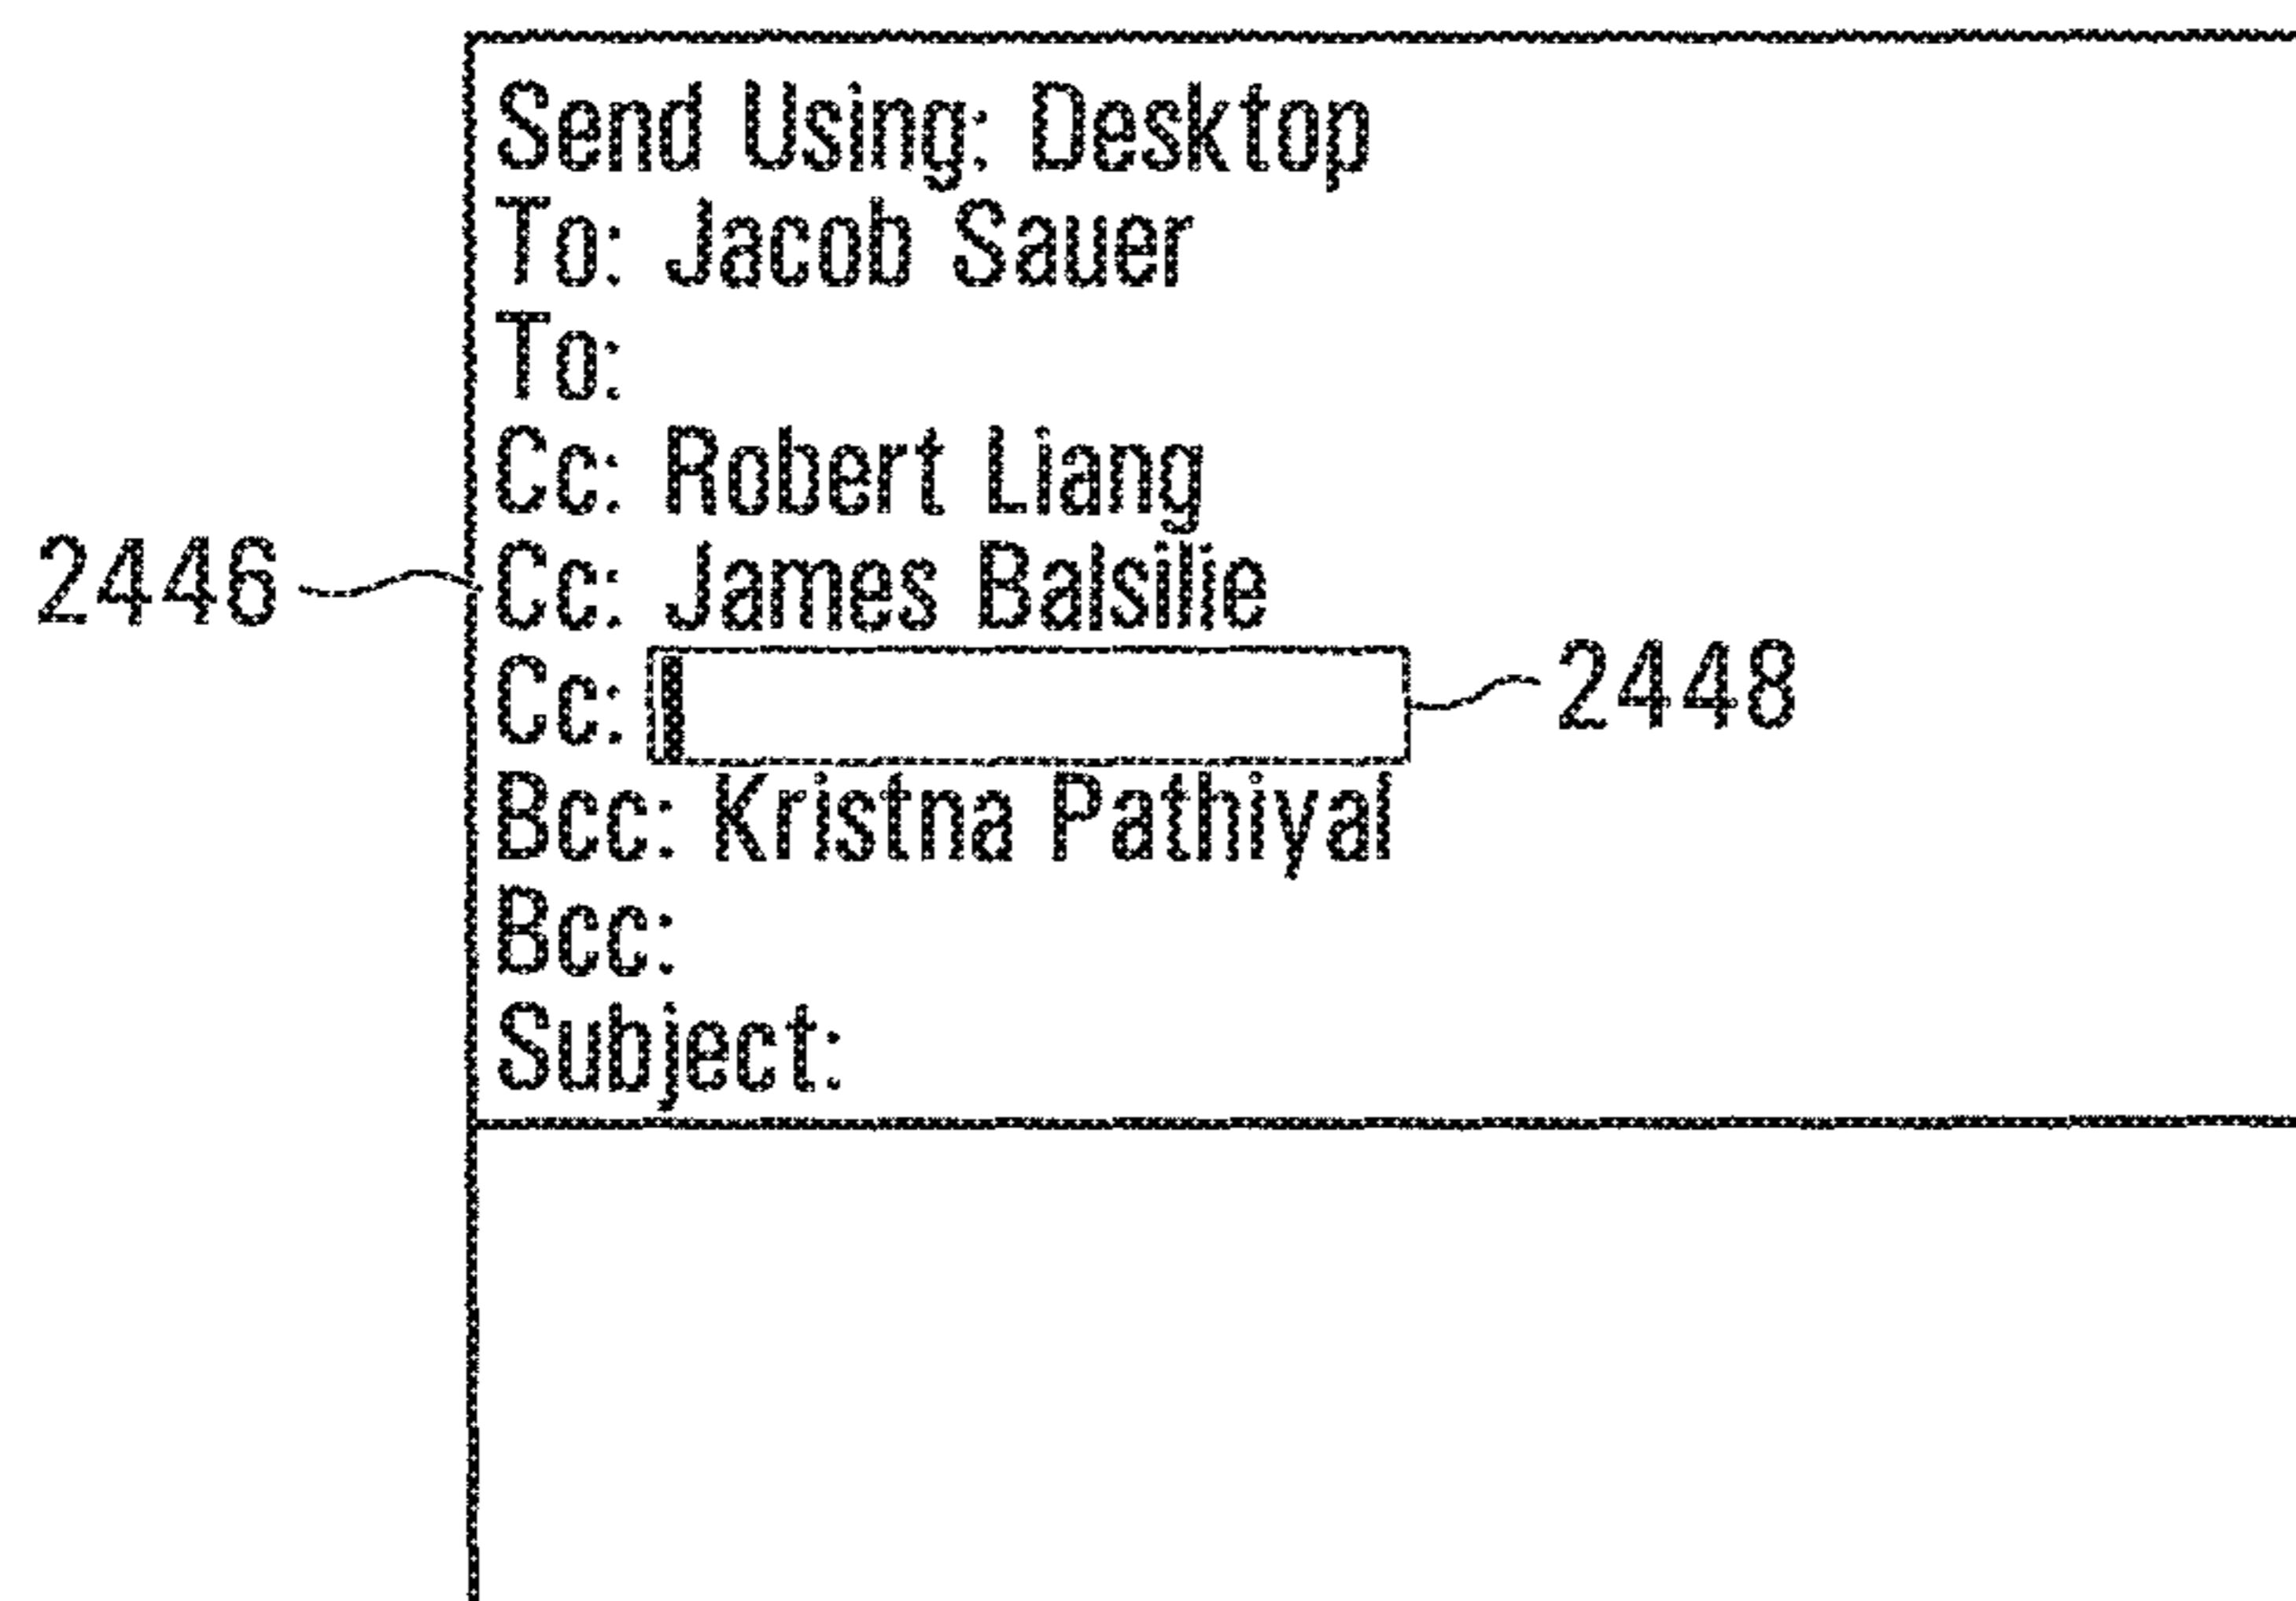 Send Using: Desktop
To: Jacob Sauer
To:
Cc: Robert Liang
2446
Cc: James Balsilie
Cc:
2448
Bcc: Kristna Pathiyal
Bcc:
Subject: